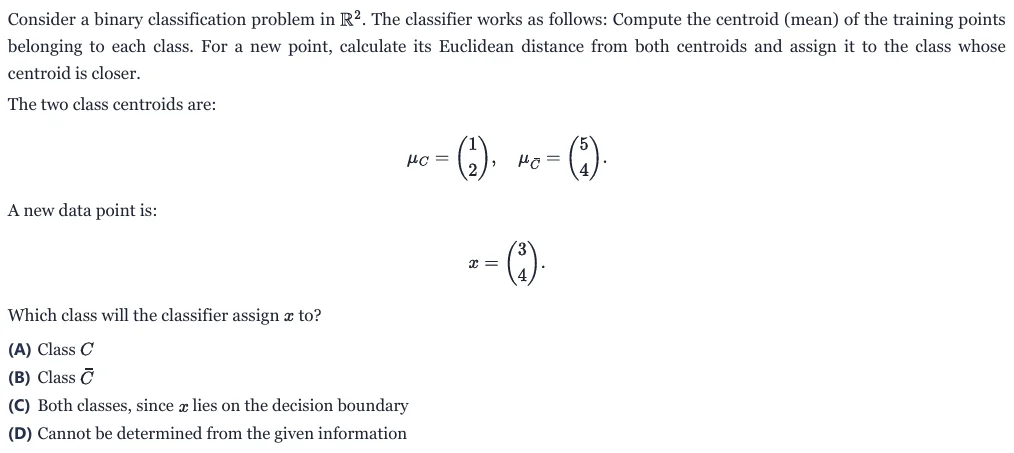 Consider a binary classification problem in ℝ². The classifier works as follows: Compute the centroid (mean) of the training points
belonging to each class. For a new point, calculate its Euclidean distance from both centroids and assign it to the class whose
centroid is closer.
The two class centroids are:
μ_C = (1 2), μ_C̄ = (5 4).
A new data point is:
x = (3 4).
Which class will the classifier assign x to?
(A) Class C
(B) Class C̄
(C) Both classes, since x lies on the decision boundary
(D) Cannot be determined from the given information